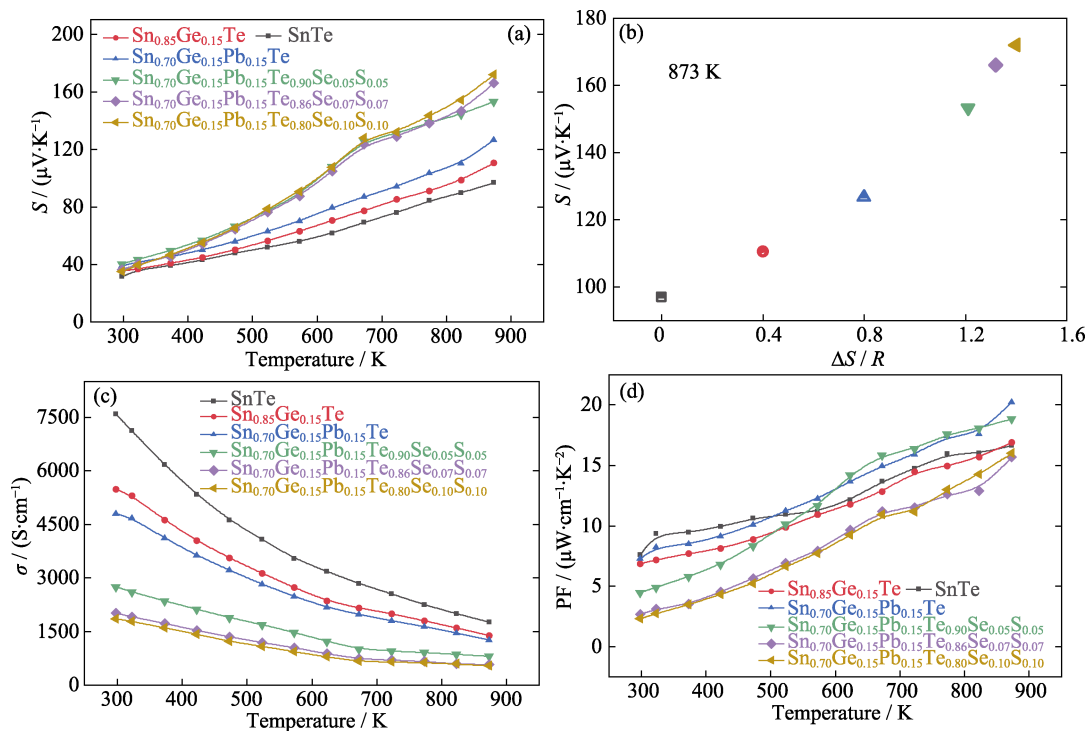 (a)
Sn₀.₈₅Ge₀.₁₅Te SnTe
Sn₀.₇₀Ge₀.₁₅Pb₀.₁₅Te
Sn₀.₇₀Ge₀.₁₅Pb₀.₁₅Te₀.₉₀Se₀.₀₅S₀.₀₅
Sn₀.₇₀Ge₀.₁₅Pb₀.₁₅Te₀.₈₆Se₀.₀₇S₀.₀₇
Sn₀.₇₀Ge₀.₁₅Pb₀.₁₅Te₀.₈₀Se₀.₁₀S₀.₁₀
S / (μV·K⁻¹)
200
160
120
80
40
0
300 400 500 600 700 800 900
Temperature / K
(b)
873 K
S / (μV·K⁻¹)
180
160
140
120
100
0 0.4 0.8 1.2 1.6
ΔS / R
(c)
SnTe
Sn₀.₈₅Ge₀.₁₅Te
Sn₀.₇₀Ge₀.₁₅Pb₀.₁₅Te
Sn₀.₇₀Ge₀.₁₅Pb₀.₁₅Te₀.₉₀Se₀.₀₅S₀.₀₅
Sn₀.₇₀Ge₀.₁₅Pb₀.₁₅Te₀.₈₆Se₀.₀₇S₀.₀₇
Sn₀.₇₀Ge₀.₁₅Pb₀.₁₅Te₀.₈₀Se₀.₁₀S₀.₁₀
σ / (S·cm⁻¹)
7500
6000
4500
3000
1500
0
300 400 500 600 700 800 900
Temperature / K
(d)
PF / (μW·cm⁻¹·K⁻²)
20
15
10
5
0
Sn₀.₈₅Ge₀.₁₅Te SnTe
Sn₀.₇₀Ge₀.₁₅Pb₀.₁₅Te
Sn₀.₇₀Ge₀.₁₅Pb₀.₁₅Te₀.₉₀Se₀.₀₅S₀.₀₅
Sn₀.₇₀Ge₀.₁₅Pb₀.₁₅Te₀.₈₆Se₀.₀₇S₀.₀₇
Sn₀.₇₀Ge₀.₁₅Pb₀.₁₅Te₀.₈₀Se₀.₁₀S₀.₁₀
300 400 500 600 700 800 900
Temperature / K